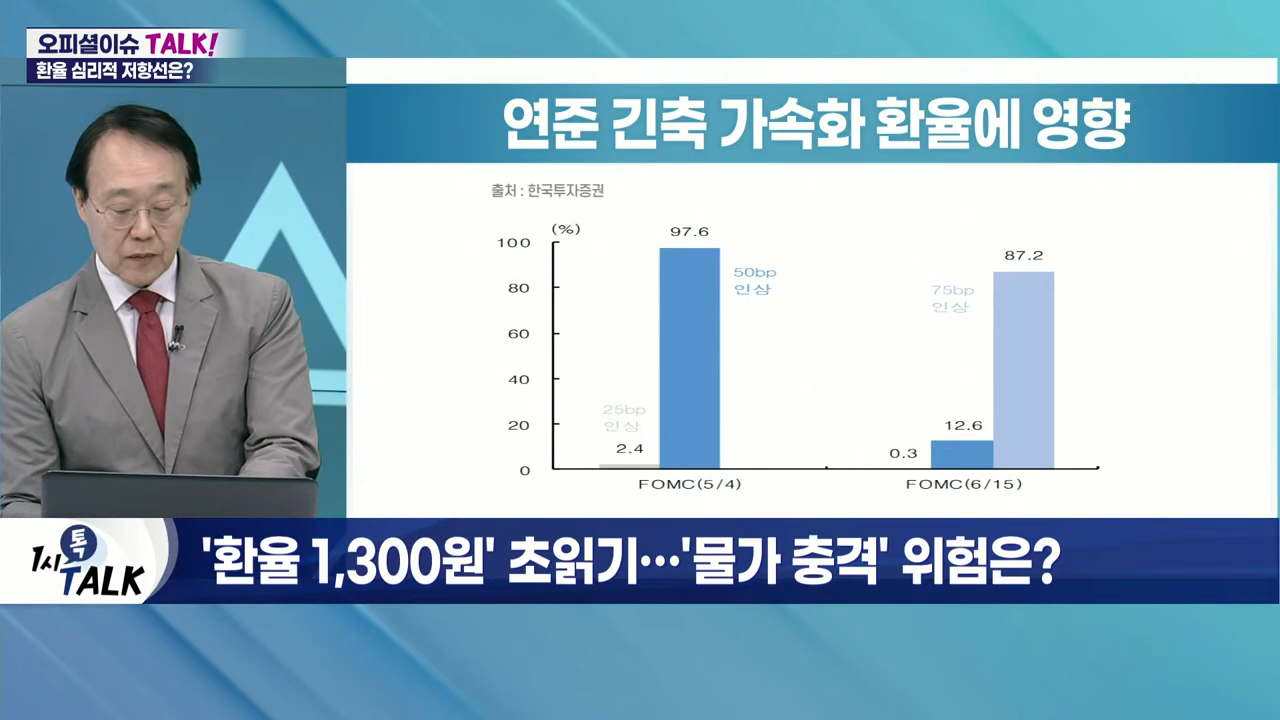 오피셜이슈 TALK!
환율 심리적 저항선은?
연준 긴축 가속화 환율에 영향
출처 : 한국투자증권
(%)
100
80
60
40
20
0
97.6
50bp
인상
25bp
인상
2.4
87.2
75bp
인상
12.6
0.3
FOMC(5/4)
FOMC(6/15)
1시 톡
TALK
'환율 1,300원' 초읽기…'물가 충격' 위험은?